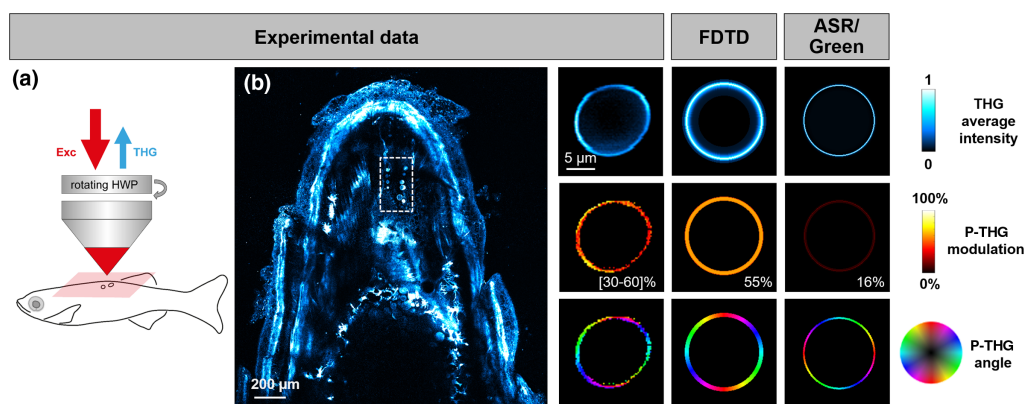 Experimental data
FDTD
ASR/
Green
(a)
Exc
THG
rotating HWP
(b)
200 µm
5 µm
[30-60]%
55%
16%
1
0
THG
average
intensity
100%
0%
P-THG
modulation
P-THG
angle